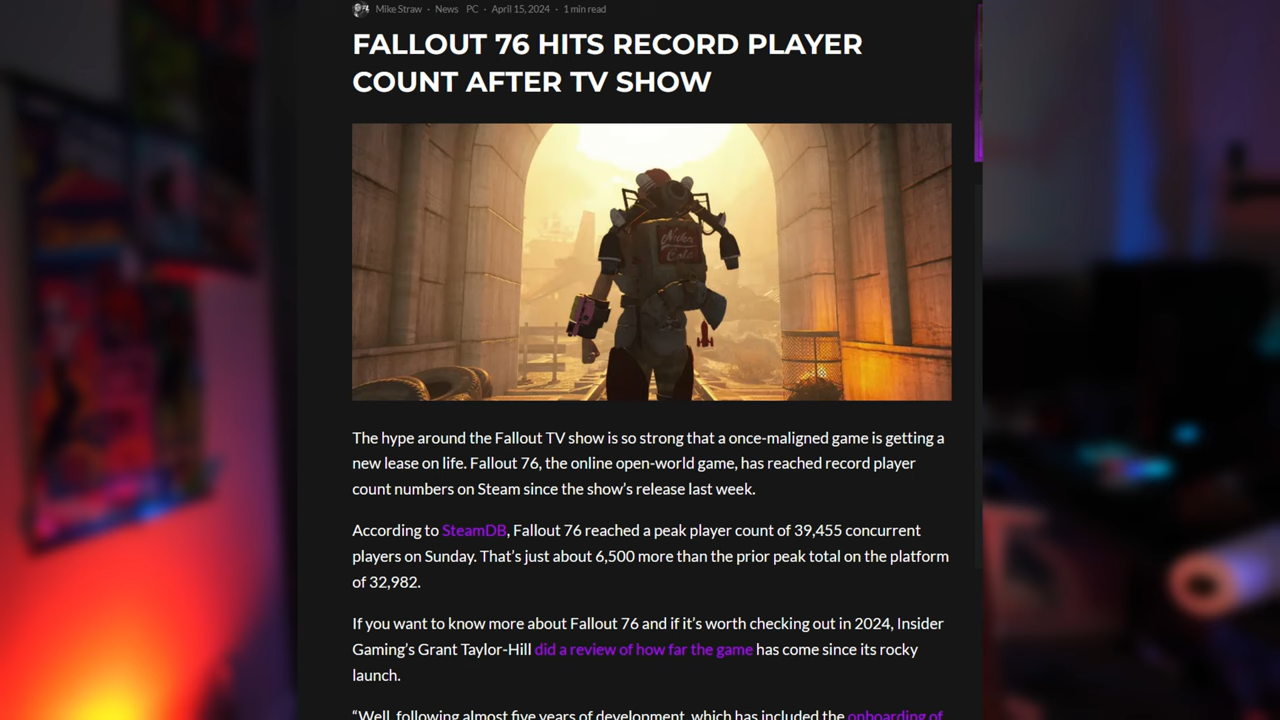 Mike Straw · News PC · April 15, 2024 · 1 min read
FALLOUT 76 HITS RECORD PLAYER
COUNT AFTER TV SHOW
Nuka
Cola
The hype around the Fallout TV show is so strong that a once-maligned game is getting a
new lease on life. Fallout 76, the online open-world game, has reached record player
count numbers on Steam since the show’s release last week.
According to SteamDB, Fallout 76 reached a peak player count of 39,455 concurrent
players on Sunday. That’s just about 6,500 more than the prior peak total on the platform
of 32,982.
If you want to know more about Fallout 76 and if it’s worth checking out in 2024, Insider
Gaming’s Grant Taylor-Hill did a review of how far the game has come since its rocky
launch.
“Well, following almost five years of development, which has included the onboarding of